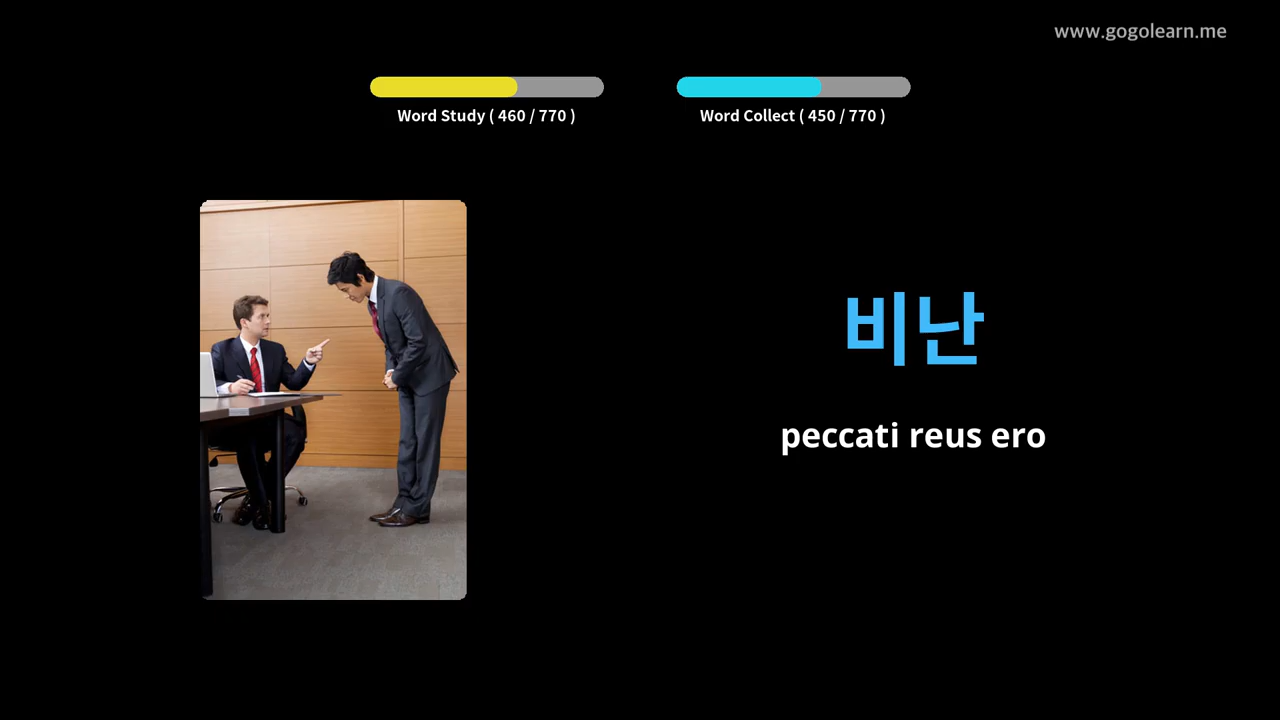 www.gogolearn.me
Word Study ( 460 / 770 )
Word Collect ( 450 / 770 )
비난
peccati reus ero